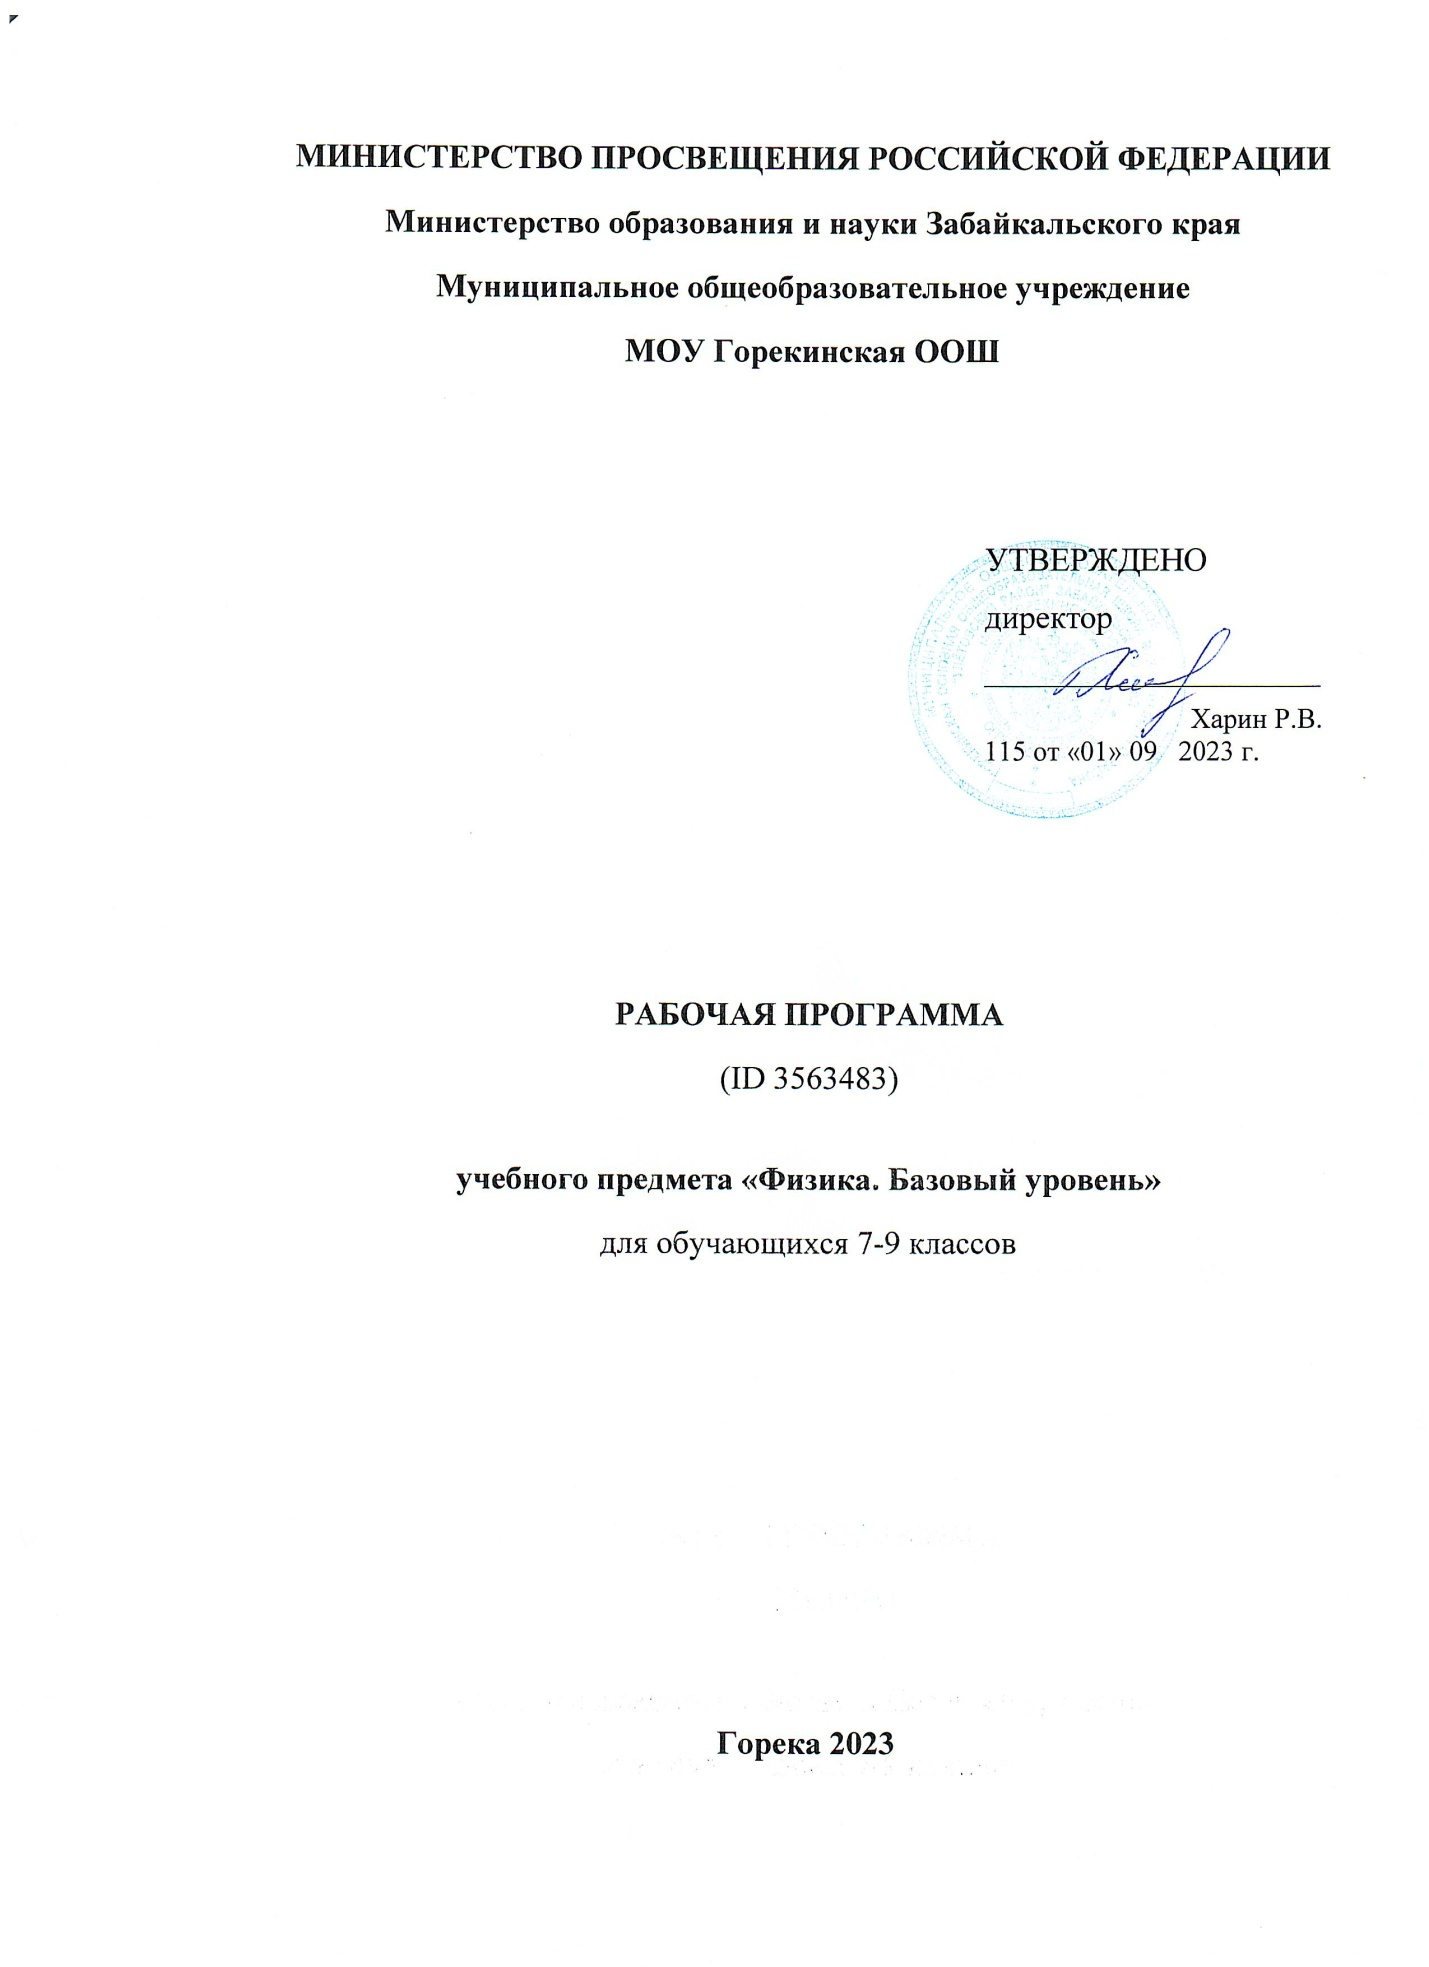 МИНИСТЕРСТВО ПРОСВЕЩЕНИЯ РОССИЙСКОЙ ФЕДЕРАЦИИ
Министерство образования и науки Забайкальского края
Муниципальное общеобразовательное учреждение
МОУ Горекинская ООШ
УТВЕРЖДЕНО
директор
Харин Р.В.
115 от «01» 09 2023 г.
РАБОЧАЯ ПРОГРАММА
(ID 3563483)
учебного предмета «Физика. Базовый уровень»
для обучающихся 7-9 классов
Горека 2023